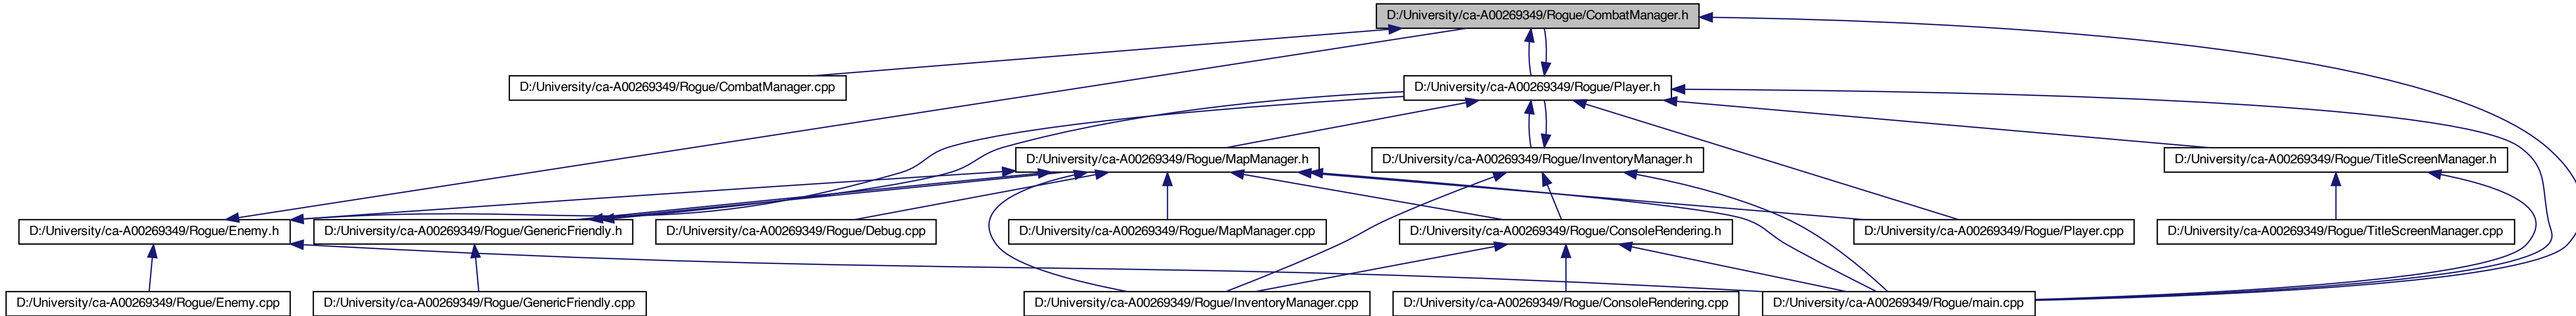 D:/University/ca-A00269349/Rogue/CombatManager.h
D:/University/ca-A00269349/Rogue/CombatManager.cpp
D:/University/ca-A00269349/Rogue/Player.h
D:/University/ca-A00269349/Rogue/MapManager.h
D:/University/ca-A00269349/Rogue/InventoryManager.h
D:/University/ca-A00269349/Rogue/TitleScreenManager.h
D:/University/ca-A00269349/Rogue/Enemy.h
D:/University/ca-A00269349/Rogue/GenericFriendly.h
D:/University/ca-A00269349/Rogue/Debug.cpp
D:/University/ca-A00269349/Rogue/MapManager.cpp
D:/University/ca-A00269349/Rogue/ConsoleRendering.h
D:/University/ca-A00269349/Rogue/Player.cpp
D:/University/ca-A00269349/Rogue/TitleScreenManager.cpp
D:/University/ca-A00269349/Rogue/Enemy.cpp
D:/University/ca-A00269349/Rogue/GenericFriendly.cpp
D:/University/ca-A00269349/Rogue/InventoryManager.cpp
D:/University/ca-A00269349/Rogue/ConsoleRendering.cpp
D:/University/ca-A00269349/Rogue/main.cpp